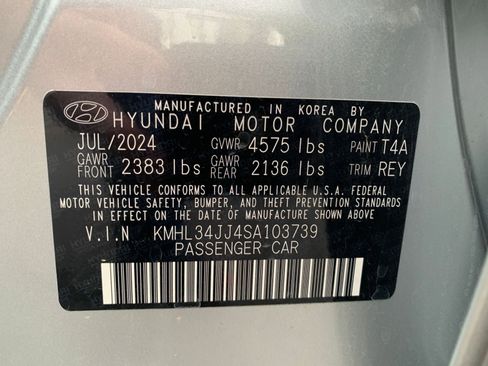 MANUFACTURED IN KOREA BY
HYUNDAI MOTOR COMPANY
JUL/2024 GVWR 4575 lbs PAINT T4A
GAWR FRONT 2383 lbs GAWR REAR 2136 lbs TRIM REY
THIS VEHICLE CONFORMS TO ALL APPLICABLE U.S.A. FEDERAL
MOTOR VEHICLE SAFETY, BUMPER, AND THEFT PREVENTION STANDARDS
IN EFFECT ON THE DATE OF MANUFACTURE SHOWN ABOVE.
V.I.N KMHL34JJ4SA103739
PASSENGER CAR